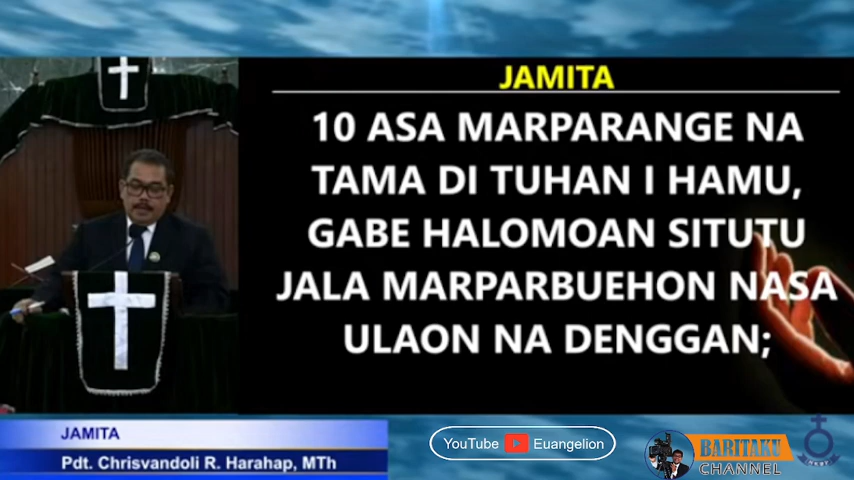 JAMITA
10 ASA MARPARANGE NA
TAMA DI TUHAN I HAMU,
GABE HALOMOAN SITUTU
JALA MARPARBUEHON NASA
ULAON NA DENGGAN;
JAMITA
Pdt. Chrisvandoli R. Harahap, MTh
YouTube Euangelion
BARITAKU
CHANNEL